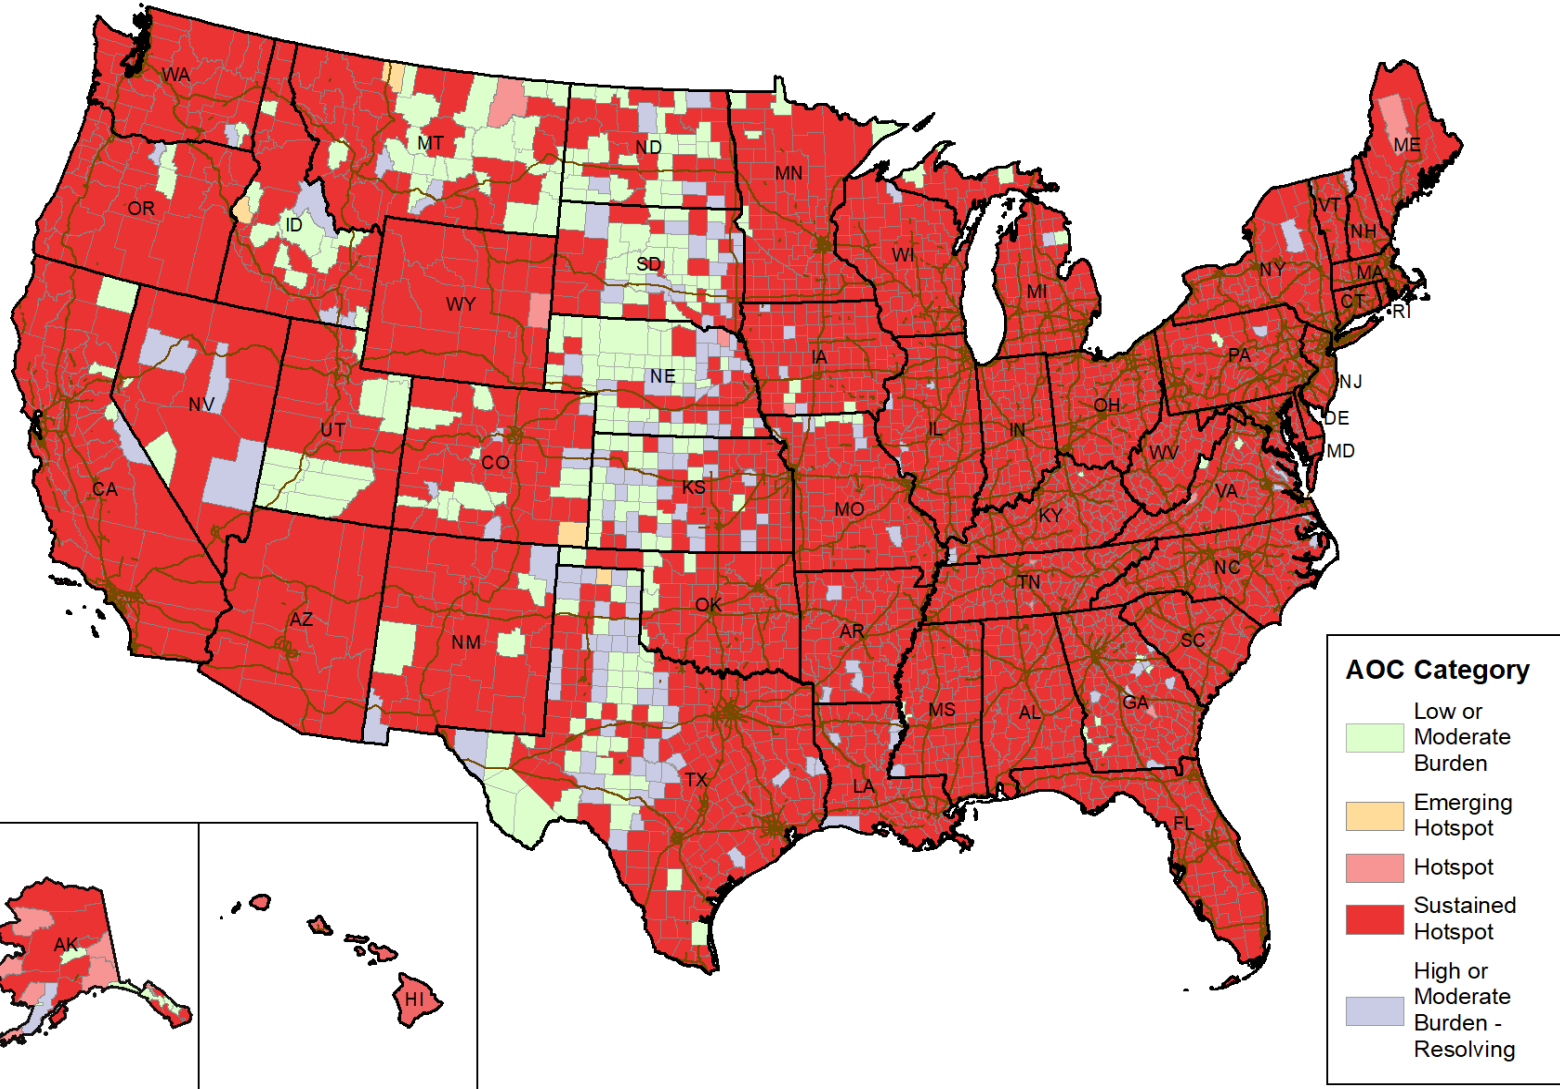 WA
MT
ND
MN
ME
OR
ID
SD
WI
VT
NH
NY
MA
WY
MI
CT
RI
IA
PA
NE
NJ
NV
UT
OH
DE
IL
IN
CO
WV
MD
CA
KS
VA
MO
KY
NC
TN
AZ
OK
NM
AR
SC
MS
AL
GA
TX
LA
FL
AK
HI
AOC Category
Low or
Moderate
Burden
Emerging
Hotspot
Hotspot
Sustained
Hotspot
High or
Moderate
Burden -
Resolving